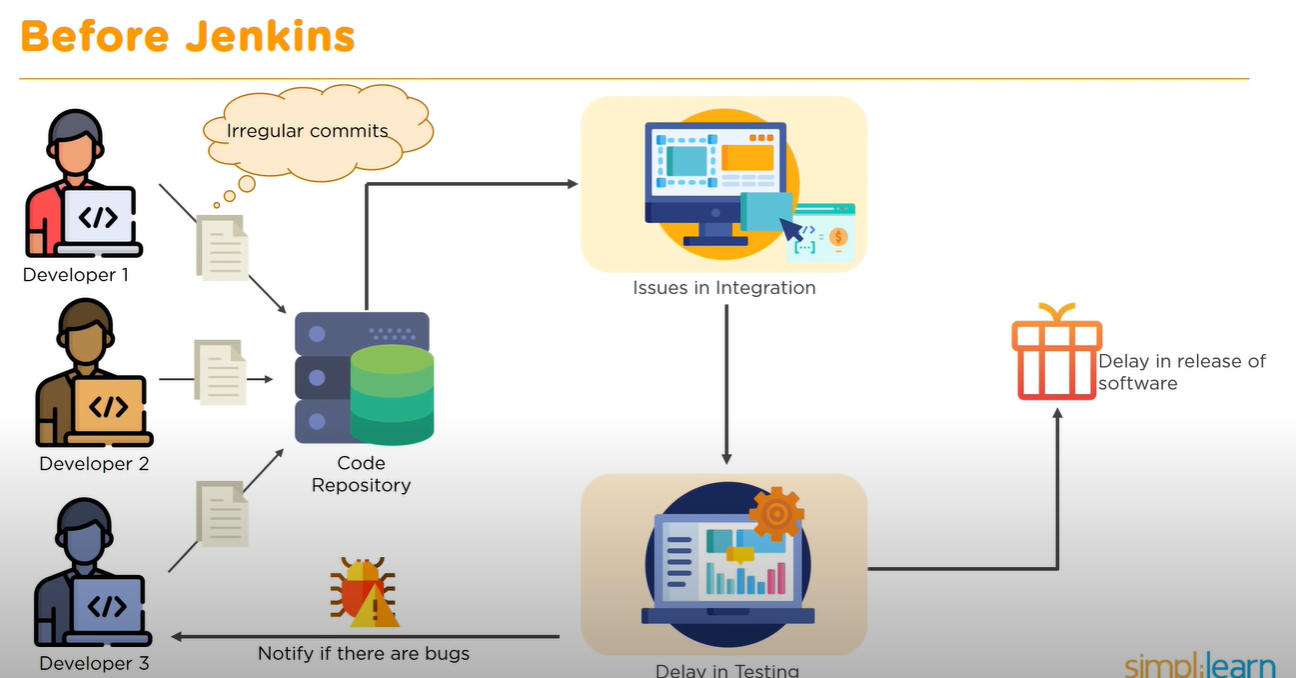 Before Jenkins
Irregular commits
Developer 1
Developer 2
Developer 3
Code
Repository
Issues in Integration
Delay in Testing
Notify if there are bugs
Delay in release of
software
simplilearn